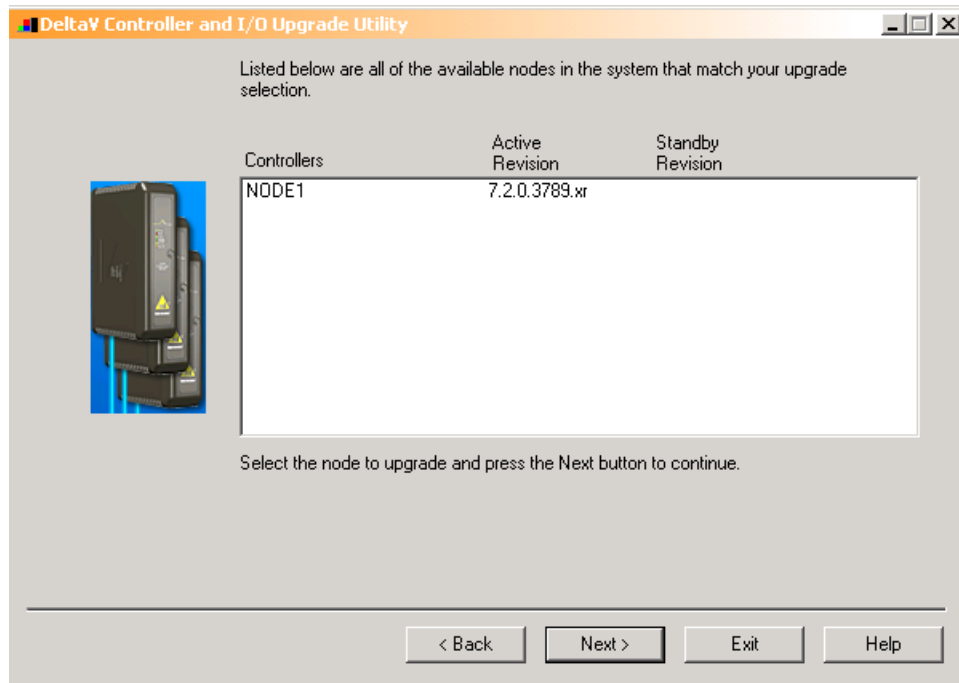 DeltaV Controller and I/O Upgrade Utility
Listed below are all of the available nodes in the system that match your upgrade
selection.
Controllers Active Revision Standby Revision
NODE1 7.2.0.3789.xr
Select the node to upgrade and press the Next button to continue.
< Back Next > Exit Help